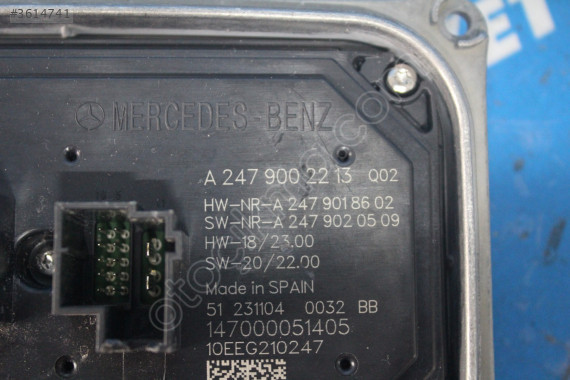 #3614741
MERCEDES-BENZ
A 247 900 22 13 Q02
HW-NR-A 247 901 86 02
SW-NR-A 247 902 05 09
HW-18/23.00
SW-20/22.00
Made in SPAIN
51 231104 0032 BB
147000051405
10EEG210247